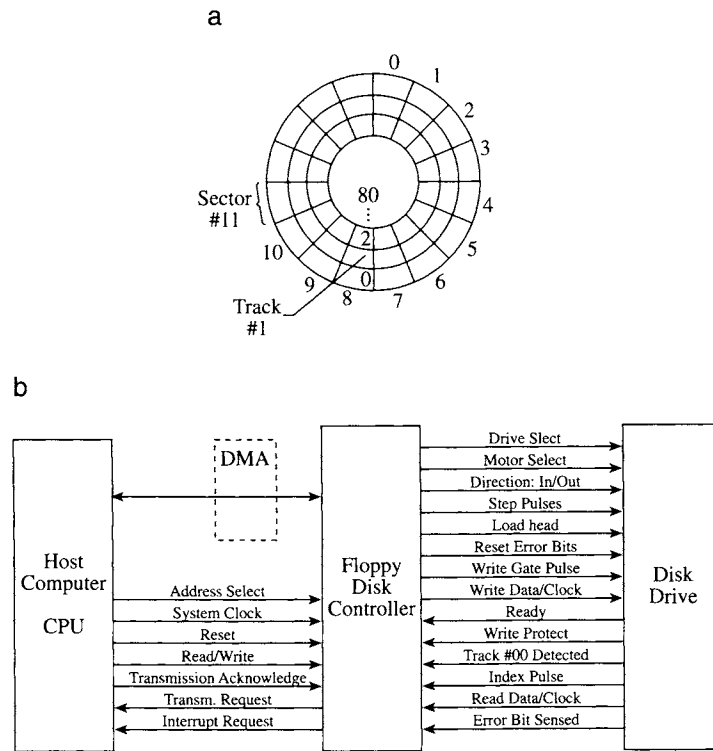 a
0
1
2
3
4
5
6
7
8
9
10
Sector
#11
80
2
0
Track
#1
b
DMA
Host
Computer
CPU
Address Select
System Clock
Reset
Read/Write
Transmission Acknowledge
Transm. Request
Interrupt Request
Floppy
Disk
Controller
Drive Slect
Motor Select
Direction: In/Out
Step Pulses
Load head
Reset Error Bits
Write Gate Pulse
Write Data/Clock
Ready
Write Protect
Track #00 Detected
Index Pulse
Read Data/Clock
Error Bit Sensed
Disk
Drive